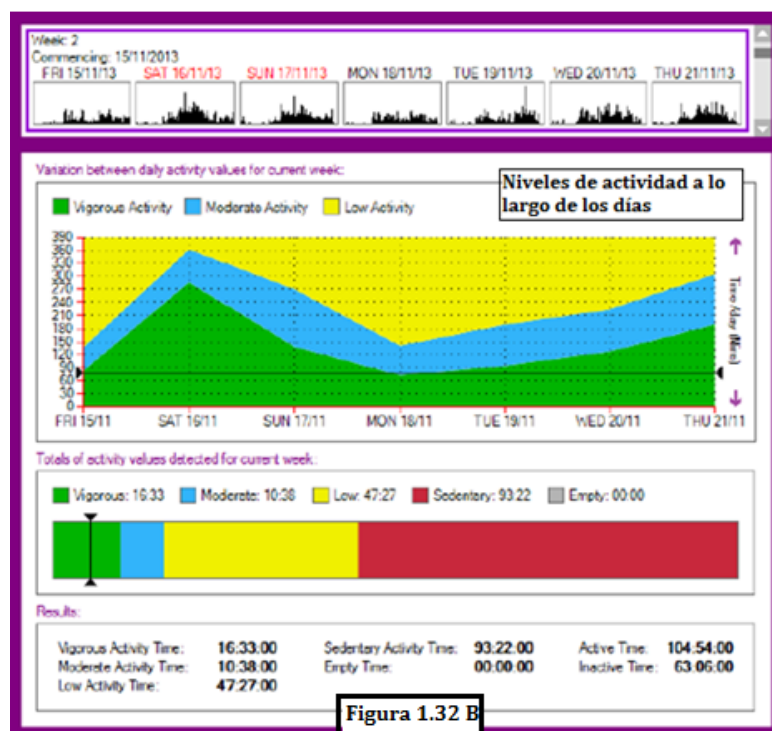 Week: 2
Commencing: 15/11/2013
FRI 15/11/13 SAT 16/11/13 SUN 17/11/13 MON 18/11/13 TUE 19/11/13 WED 20/11/13 THU 21/11/13
Variation between daily activity values for current week:
Niveles de actividad a lo
largo de los días
Vigorous Activity Moderate Activity Low Activity
390
360
330
300
270
240
210
180
150
120
90
60
30
0
Time /day (Mins)
FRI 15/11 SAT 16/11 SUN 17/11 MON 18/11 TUE 19/11 WED 20/11 THU 21/11
Totals of activity values detected for current week:
Vigorous: 16:33 Moderate: 10:38 Low: 47:27 Sedentary: 93:22 Empty: 00:00
Results:
Vigorous Activity Time: 16:33:00 Sedentary Activity Time: 93:22:00 Active Time: 104:54:00
Moderate Activity Time: 10:38:00 Empty Time: 00:00:00 Inactive Time: 63:06:00
Low Activity Time: 47:27:00
Figura 1.32 B